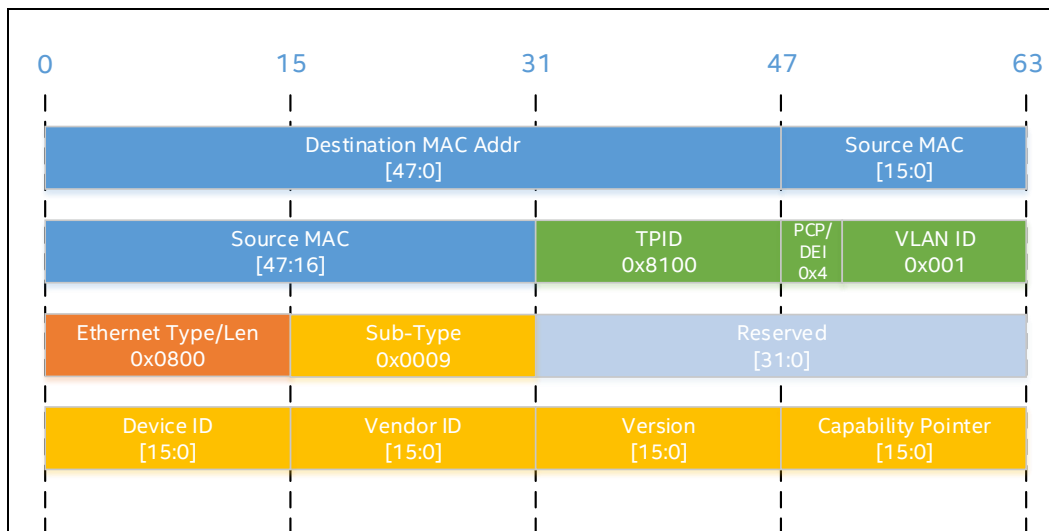 0 15 31 47 63
Destination MAC Addr
[47:0]
Source MAC
[15:0]
Source MAC
[47:16]
TPID
0x8100
PCP/
DEI
0x4
VLAN ID
0x001
Ethernet Type/Len
0x0800
Sub-Type
0x0009
Reserved
[31:0]
Device ID
[15:0]
Vendor ID
[15:0]
Version
[15:0]
Capability Pointer
[15:0]